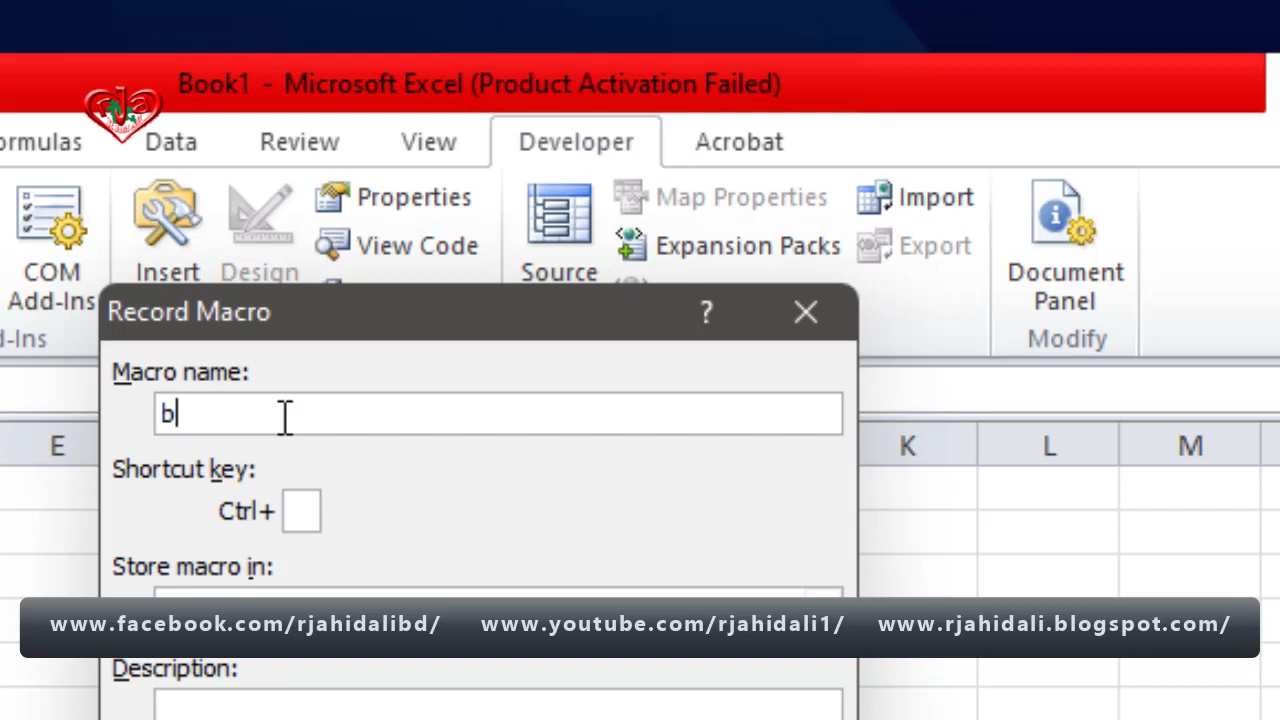 Book1 - Microsoft Excel (Product Activation Failed)
ormulas Data Review View Developer Acrobat
Properties Map Properties Import
View Code Expansion Packs Export
COM Add-Ins Insert Design Source Document Panel
d-Ins Modify
Record Macro ?
Macro name:
b
Shortcut key:
Ctrl+
Store macro in:
Description:
E K L M
www.facebook.com/rjahidalibd/ www.youtube.com/rjahidali1/ www.rjahidali.blogspot.com/